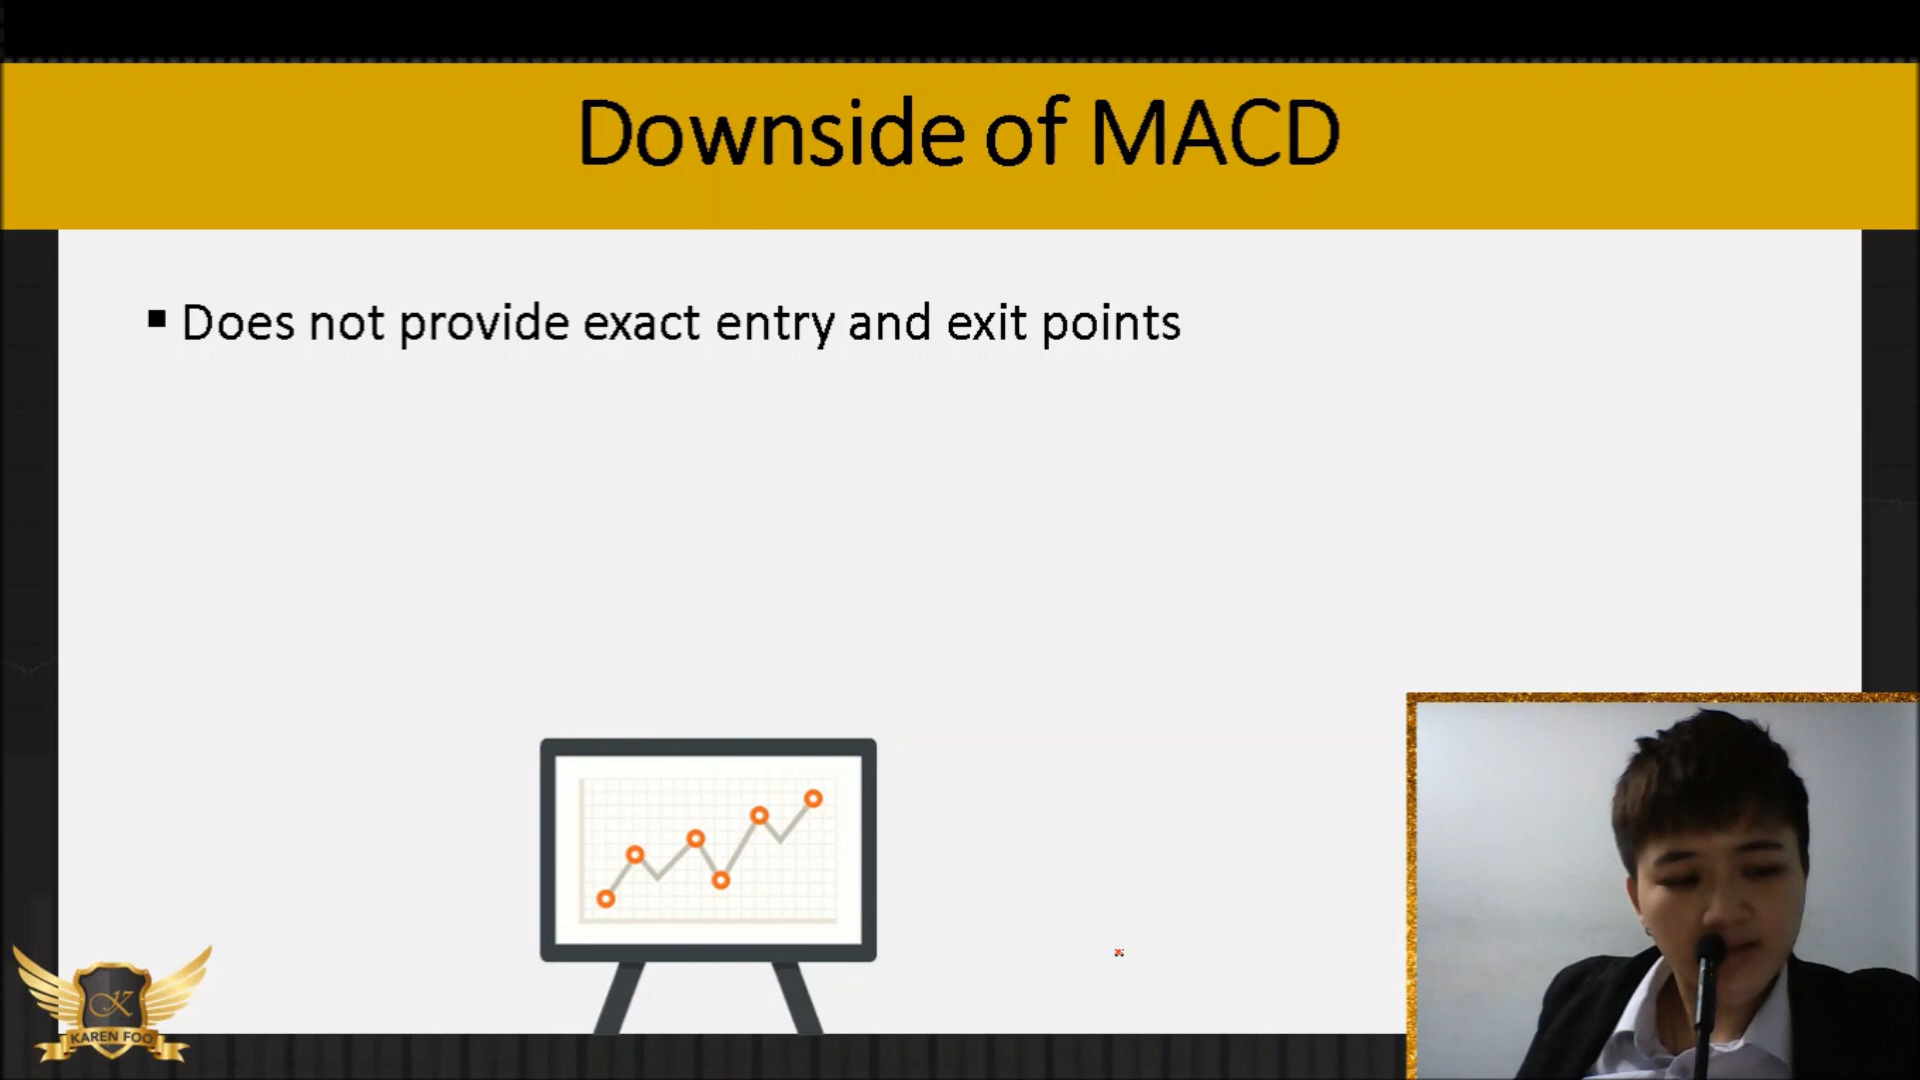 Downside of MACD
▪ Does not provide exact entry and exit points
K
KAREN FOO